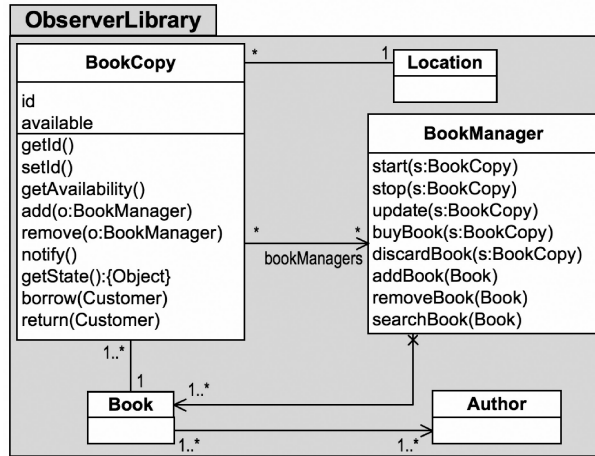 ObserverLibrary
BookCopy
id
available
getId()
setId()
getAvailability()
add(o:BookManager)
remove(o:BookManager)
notify()
getState():{Object}
borrow(Customer)
return(Customer)
* 1
Location
BookManager
start(s:BookCopy)
stop(s:BookCopy)
update(s:BookCopy)
buyBook(s:BookCopy)
discardBook(s:BookCopy)
addBook(Book)
removeBook(Book)
searchBook(Book)
* *
bookManagers
1..*
1
1..*
Book
Author
1..* 1..*